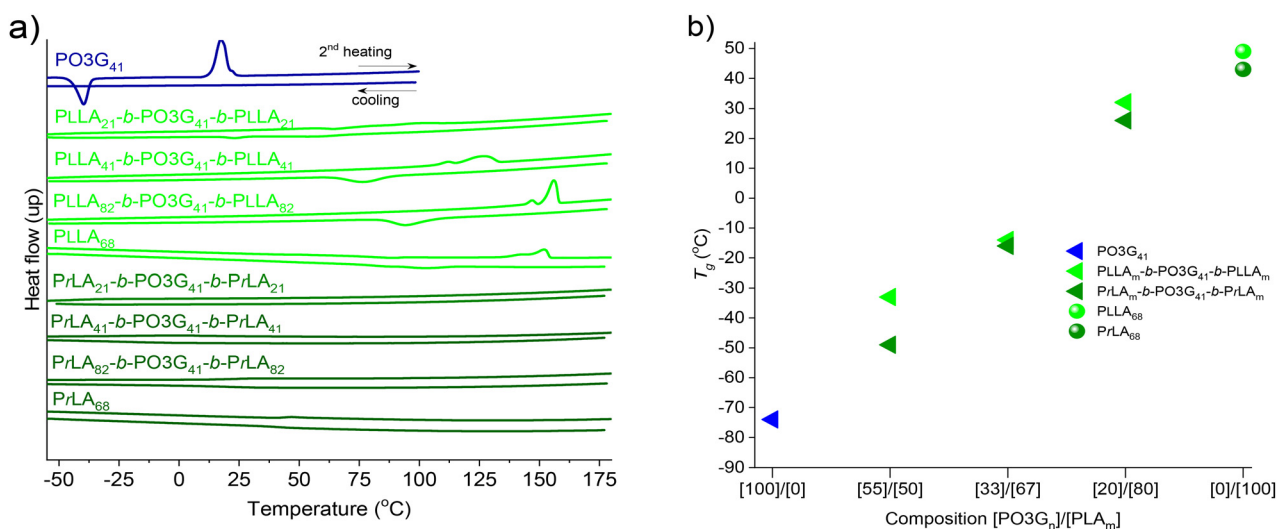 a)
PO3G41
2nd heating
cooling
PLLA21-b-PO3G41-b-PLLA21
PLLA41-b-PO3G41-b-PLLA41
PLLA82-b-PO3G41-b-PLLA82
PLLA68
PrLA21-b-PO3G41-b-PrLA21
PrLA41-b-PO3G41-b-PrLA41
PrLA82-b-PO3G41-b-PrLA82
PrLA68
Heat flow (up)
-50 -25 0 25 50 75 100 125 150 175
Temperature (oC)
b)
50
40
30
20
10
0
-10
-20
-30
-40
-50
-60
-70
-80
-90
Tg (oC)
PO3G41
PLLAm-b-PO3G41-b-PLLAm
PrLAm-b-PO3G41-b-PrLAm
PLLA68
PrLA68
[100]/[0] [55]/[50] [33]/[67] [20]/[80] [0]/[100]
Composition [PO3Gn]/[PLAm]